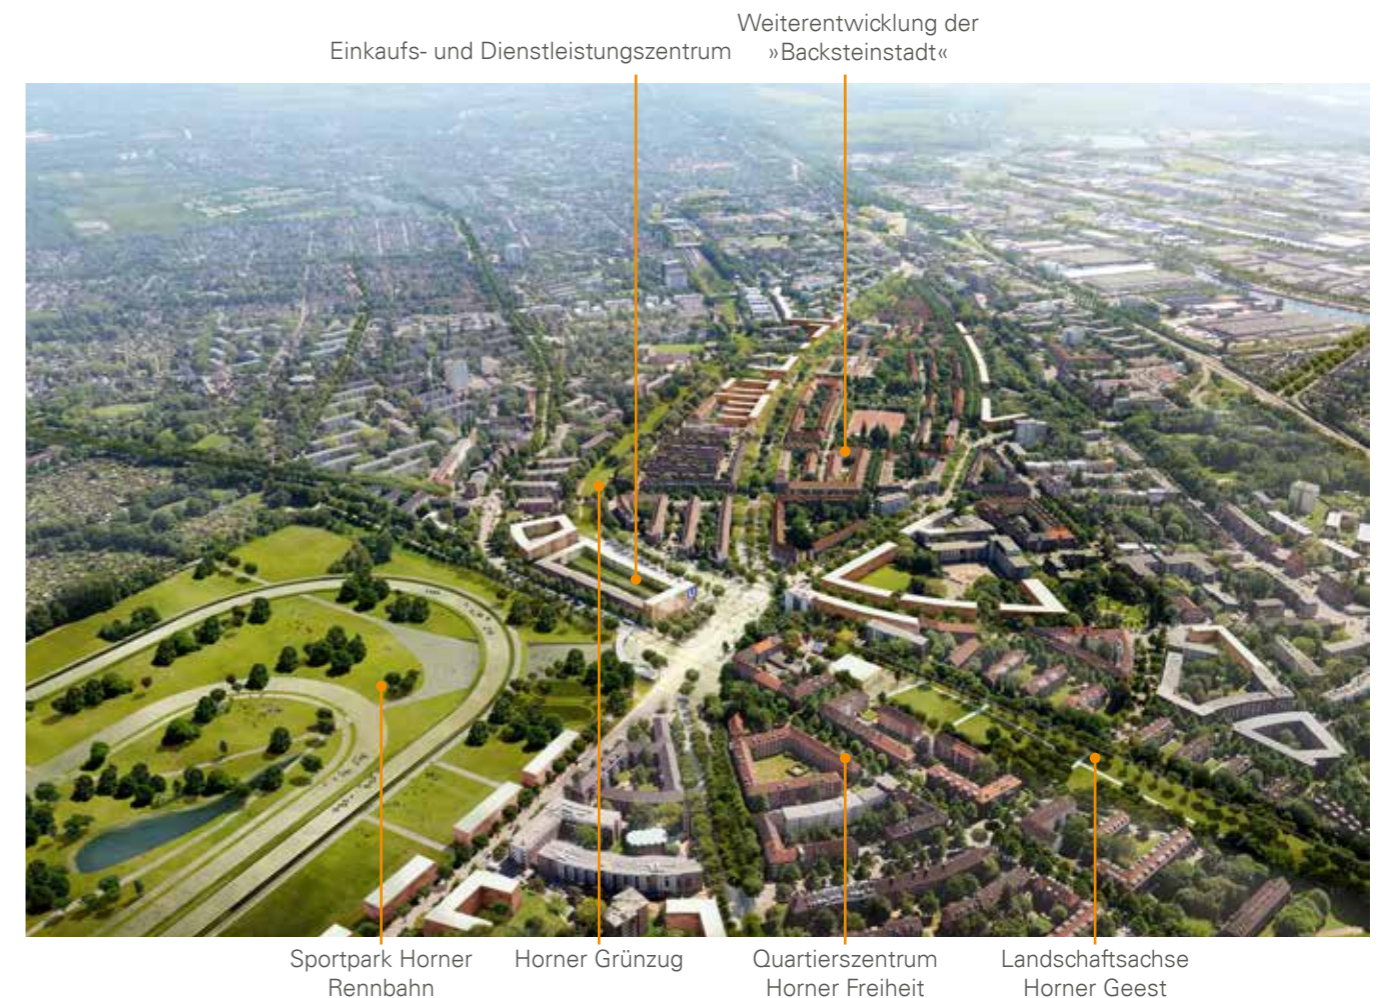 Weiterentwicklung der
»Backsteinstadt«
Einkaufs- und Dienstleistungszentrum
U
Sportpark Horner
Rennbahn
Horner Grünzug
Quartierszentrum
Horner Freiheit
Landschaftsachse
Horner Geest